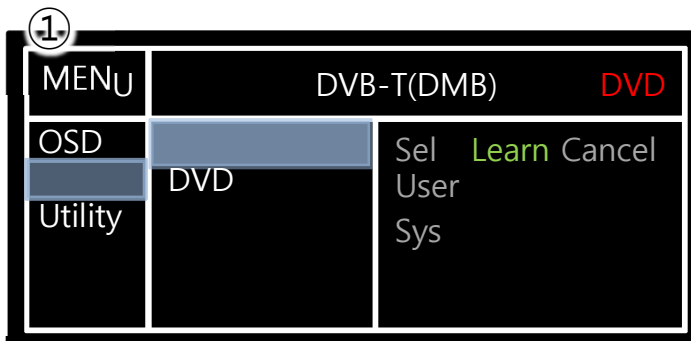 ①
MENU DVB-T(DMB) DVD
OSD Sel Learn Cancel
DVD User
Utility Sys